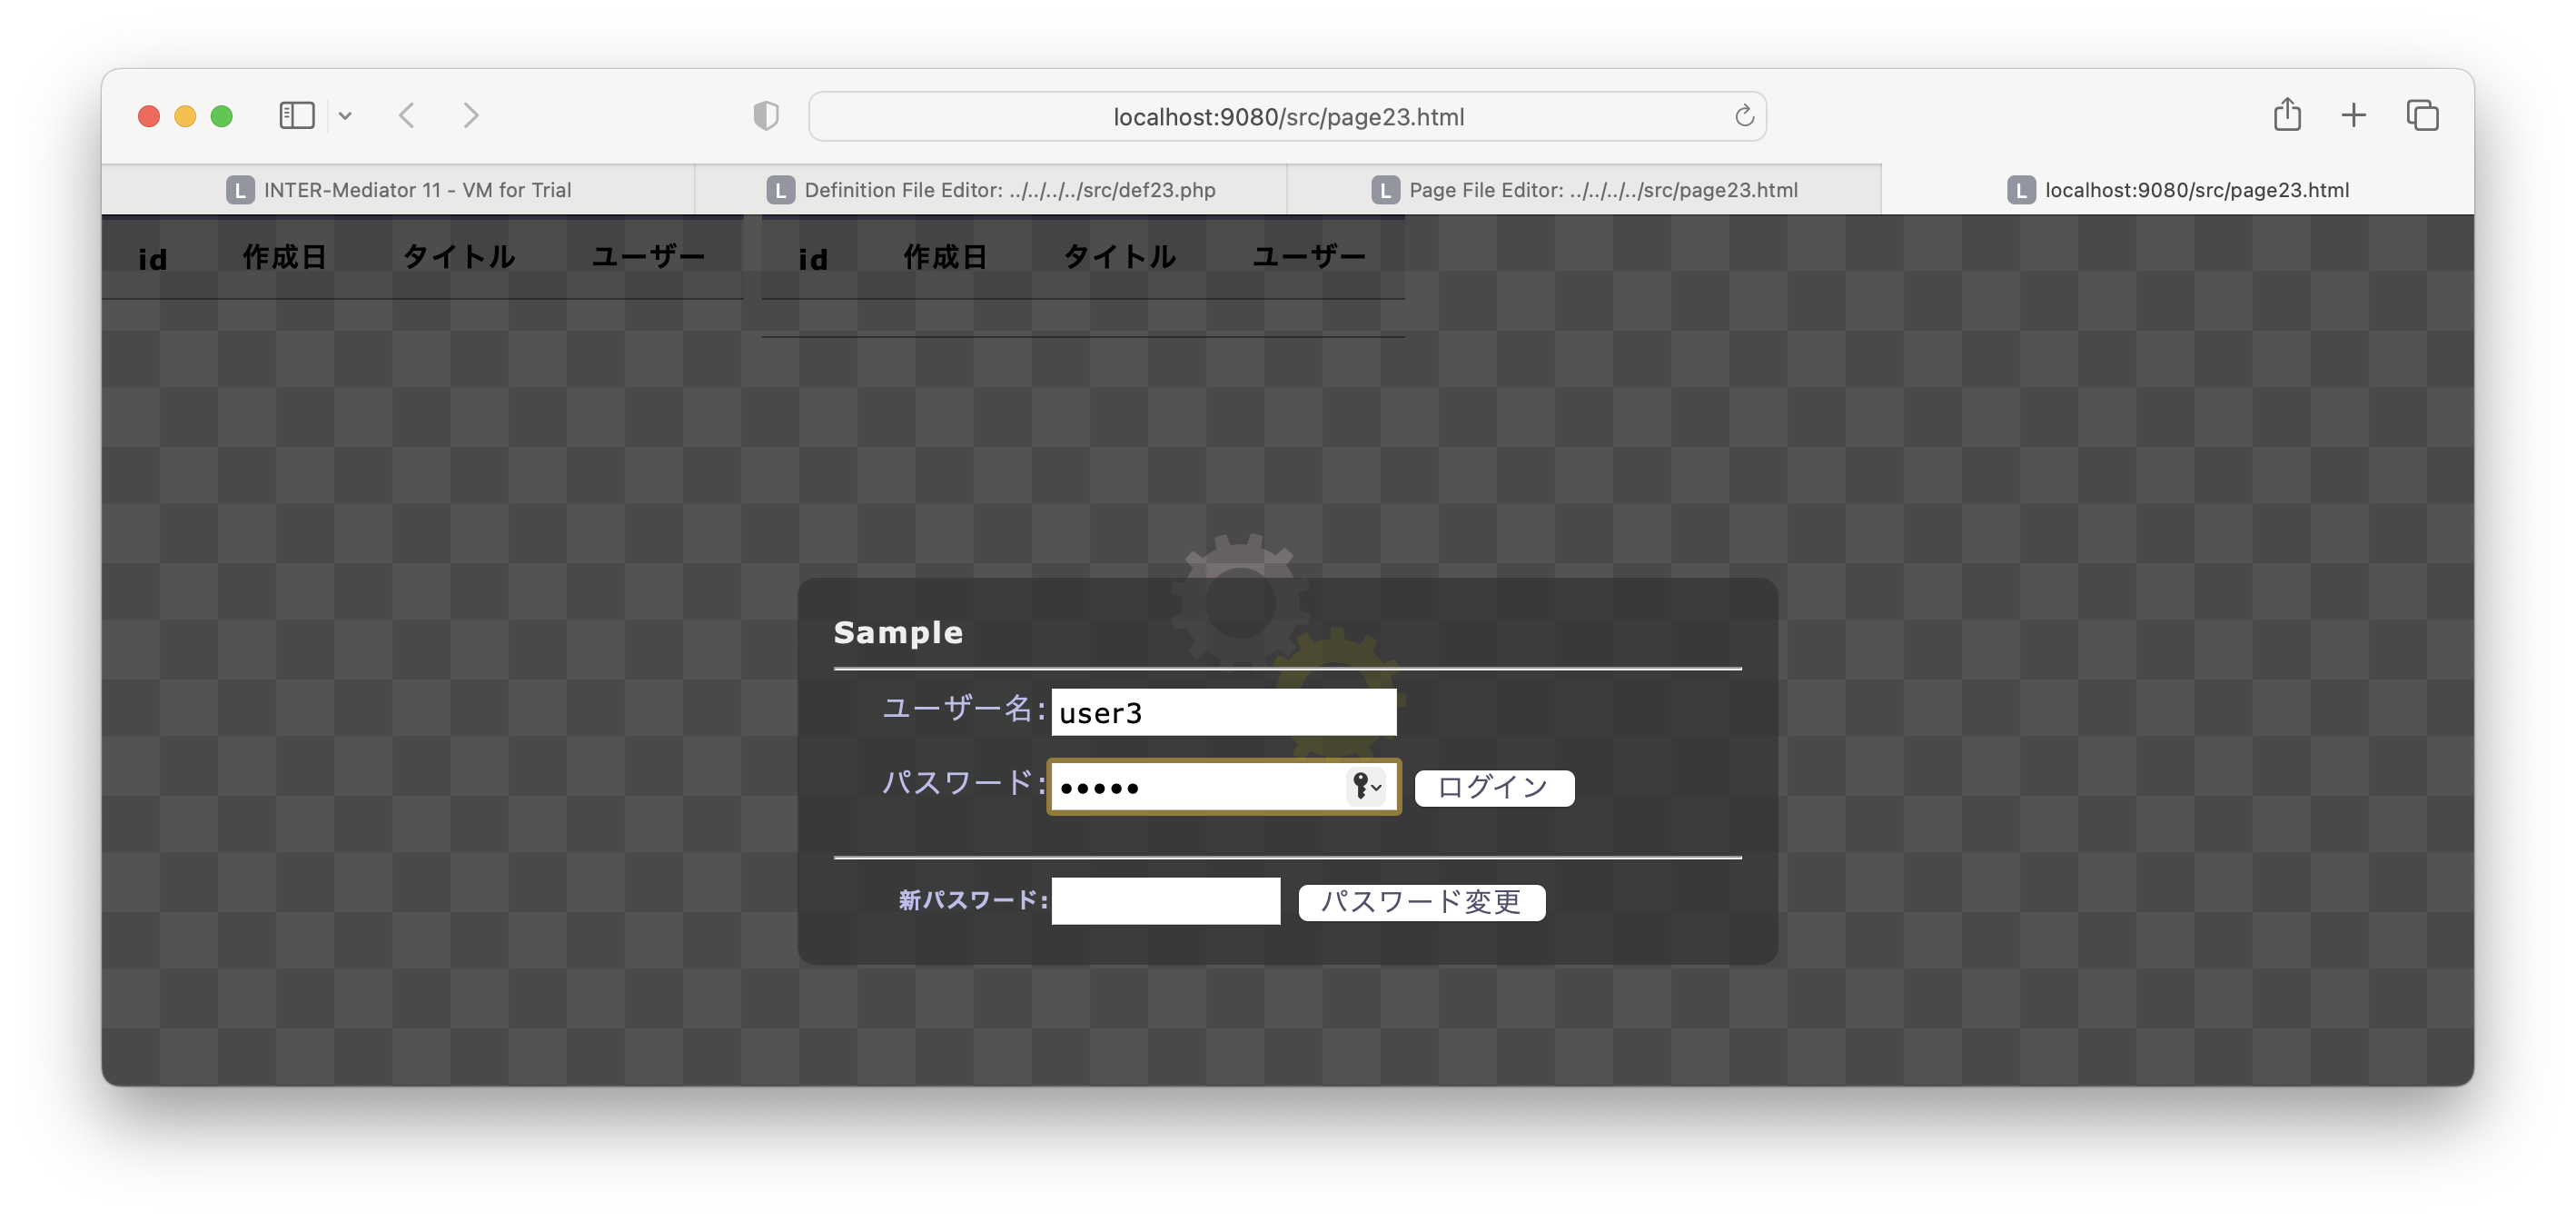 localhost:9080/src/page23.html
L INTER-Mediator 11 - VM for Trial
L Definition File Editor: ../../../../src/def23.php
L Page File Editor: ../../../../src/page23.html
L localhost:9080/src/page23.html
id 作成日 タイトル ユーザー
id 作成日 タイトル ユーザー
Sample
ユーザー名: user3
パスワード: ••••• ログイン
新パスワード: パスワード変更